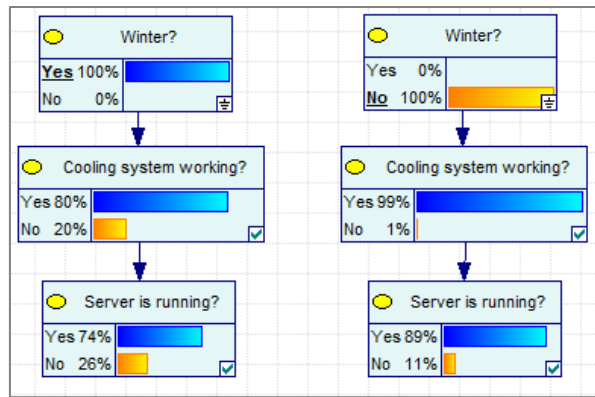 Winter?
Yes 100%
No 0%
Cooling system working?
Yes 80%
No 20%
Server is running?
Yes 74%
No 26%
Winter?
Yes 0%
No 100%
Cooling system working?
Yes 99%
No 1%
Server is running?
Yes 89%
No 11%